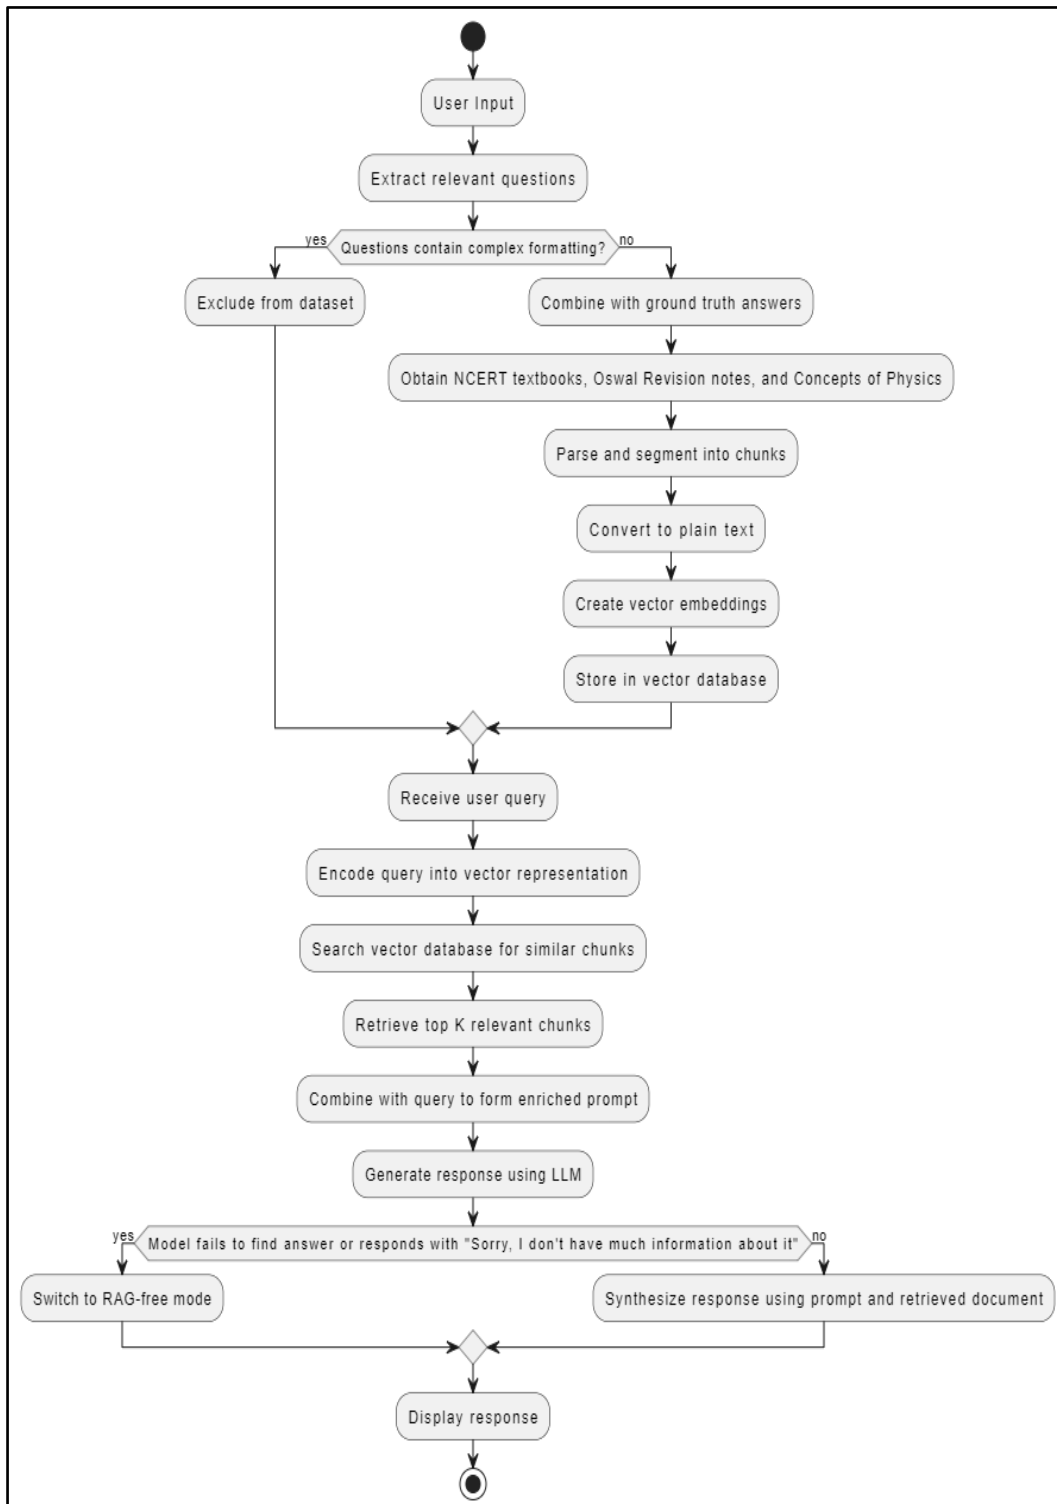 User Input
Extract relevant questions
yes
Questions contain complex formatting?
no
Exclude from dataset
Combine with ground truth answers
Obtain NCERT textbooks, Oswal Revision notes, and Concepts of Physics
Parse and segment into chunks
Convert to plain text
Create vector embeddings
Store in vector database
Receive user query
Encode query into vector representation
Search vector database for similar chunks
Retrieve top K relevant chunks
Combine with query to form enriched prompt
Generate response using LLM
yes
Model fails to find answer or responds with "Sorry, I don't have much information about it"
no
Switch to RAG-free mode
Synthesize response using prompt and retrieved document
Display response